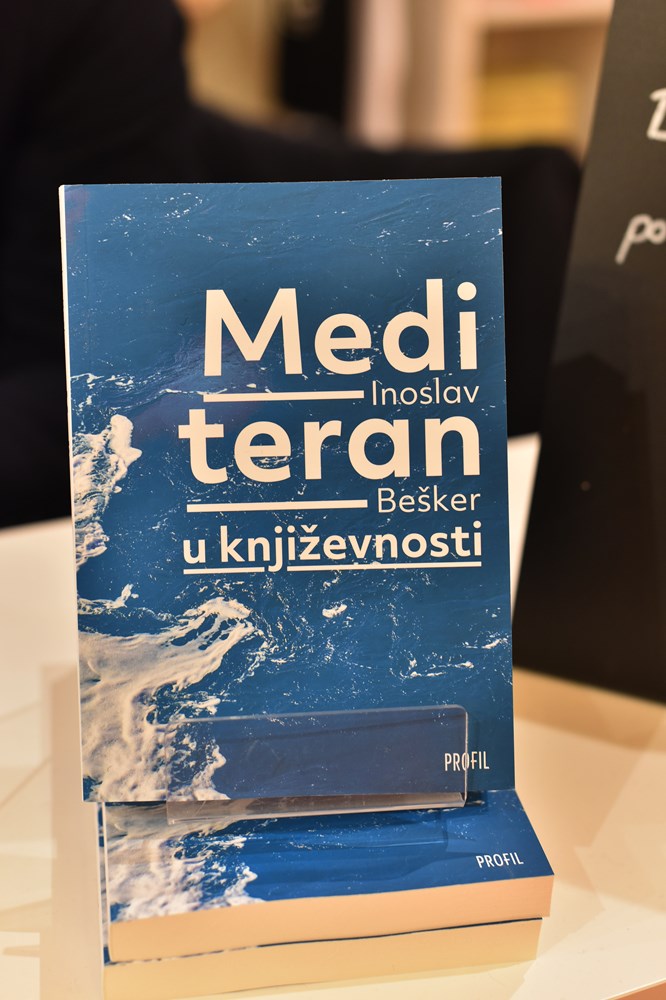 Medi
Inoslav
teran
Bešker
u književnosti
PROFIL
PROFIL